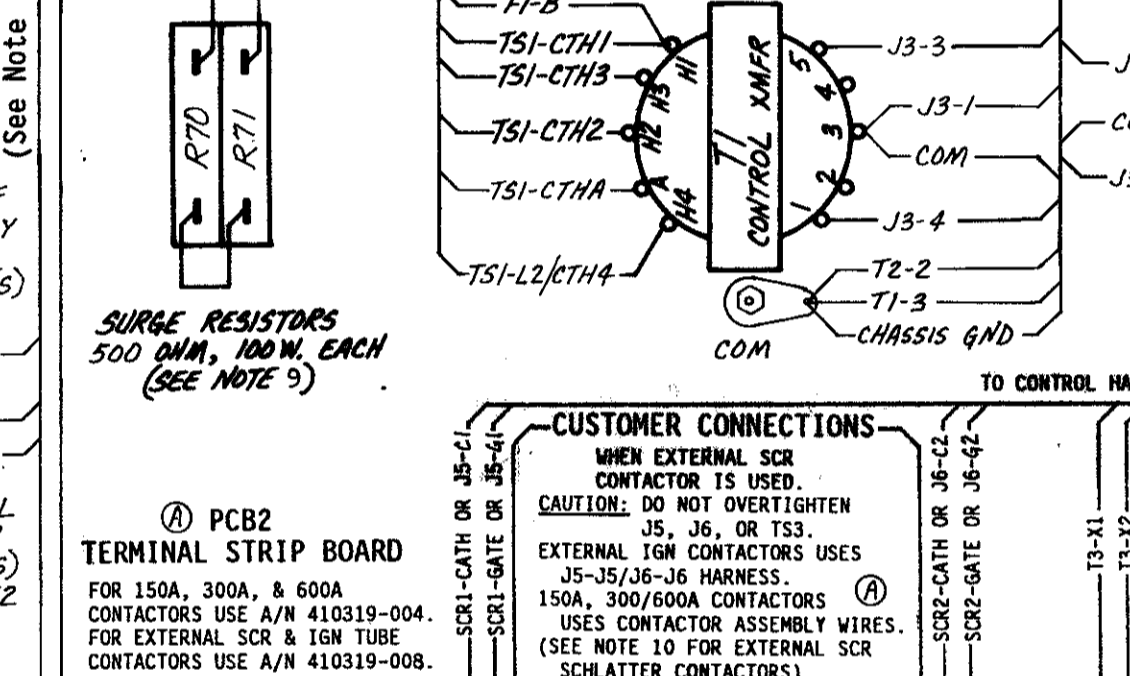 (See Note
Y
S)
S)
2
R70
R71
SURGE RESISTORS
500 OHM, 100W. EACH
(SEE NOTE 9)
Ⓐ PCB2
TERMINAL STRIP BOARD
FOR 150A, 300A, & 600A
CONTACTORS USE A/N 410319-004.
FOR EXTERNAL SCR & IGN TUBE
CONTACTORS USE A/N 410319-008.
F1-B
TS1-CTH1
TS1-CTH3
TS1-CTH2
TS1-CTHA
TS1-L2/CTH4
H1
H3
H2
A
H4
T1
CONTROL XMFR
5
4
3
2
1
J3-3
J3-1
COM
J3-4
T2-2
T1-3
CHASSIS GND
COM
TO CONTROL HA
SCR1-CATH OR J5-C1
SCR1-GATE OR J5-G1
CUSTOMER CONNECTIONS
WHEN EXTERNAL SCR
CONTACTOR IS USED.
CAUTION: DO NOT OVERTIGHTEN
J5, J6, OR TS3.
EXTERNAL IGN CONTACTORS USES
J5-J5/J6-J6 HARNESS.
150A, 300/600A CONTACTORS Ⓐ
USES CONTACTOR ASSEMBLY WIRES.
(SEE NOTE 10 FOR EXTERNAL SCR
SCHLATTER CONTACTORS)
SCR2-CATH OR J6-C2
SCR2-GATE OR J6-G2
T3-X1
T3-X2